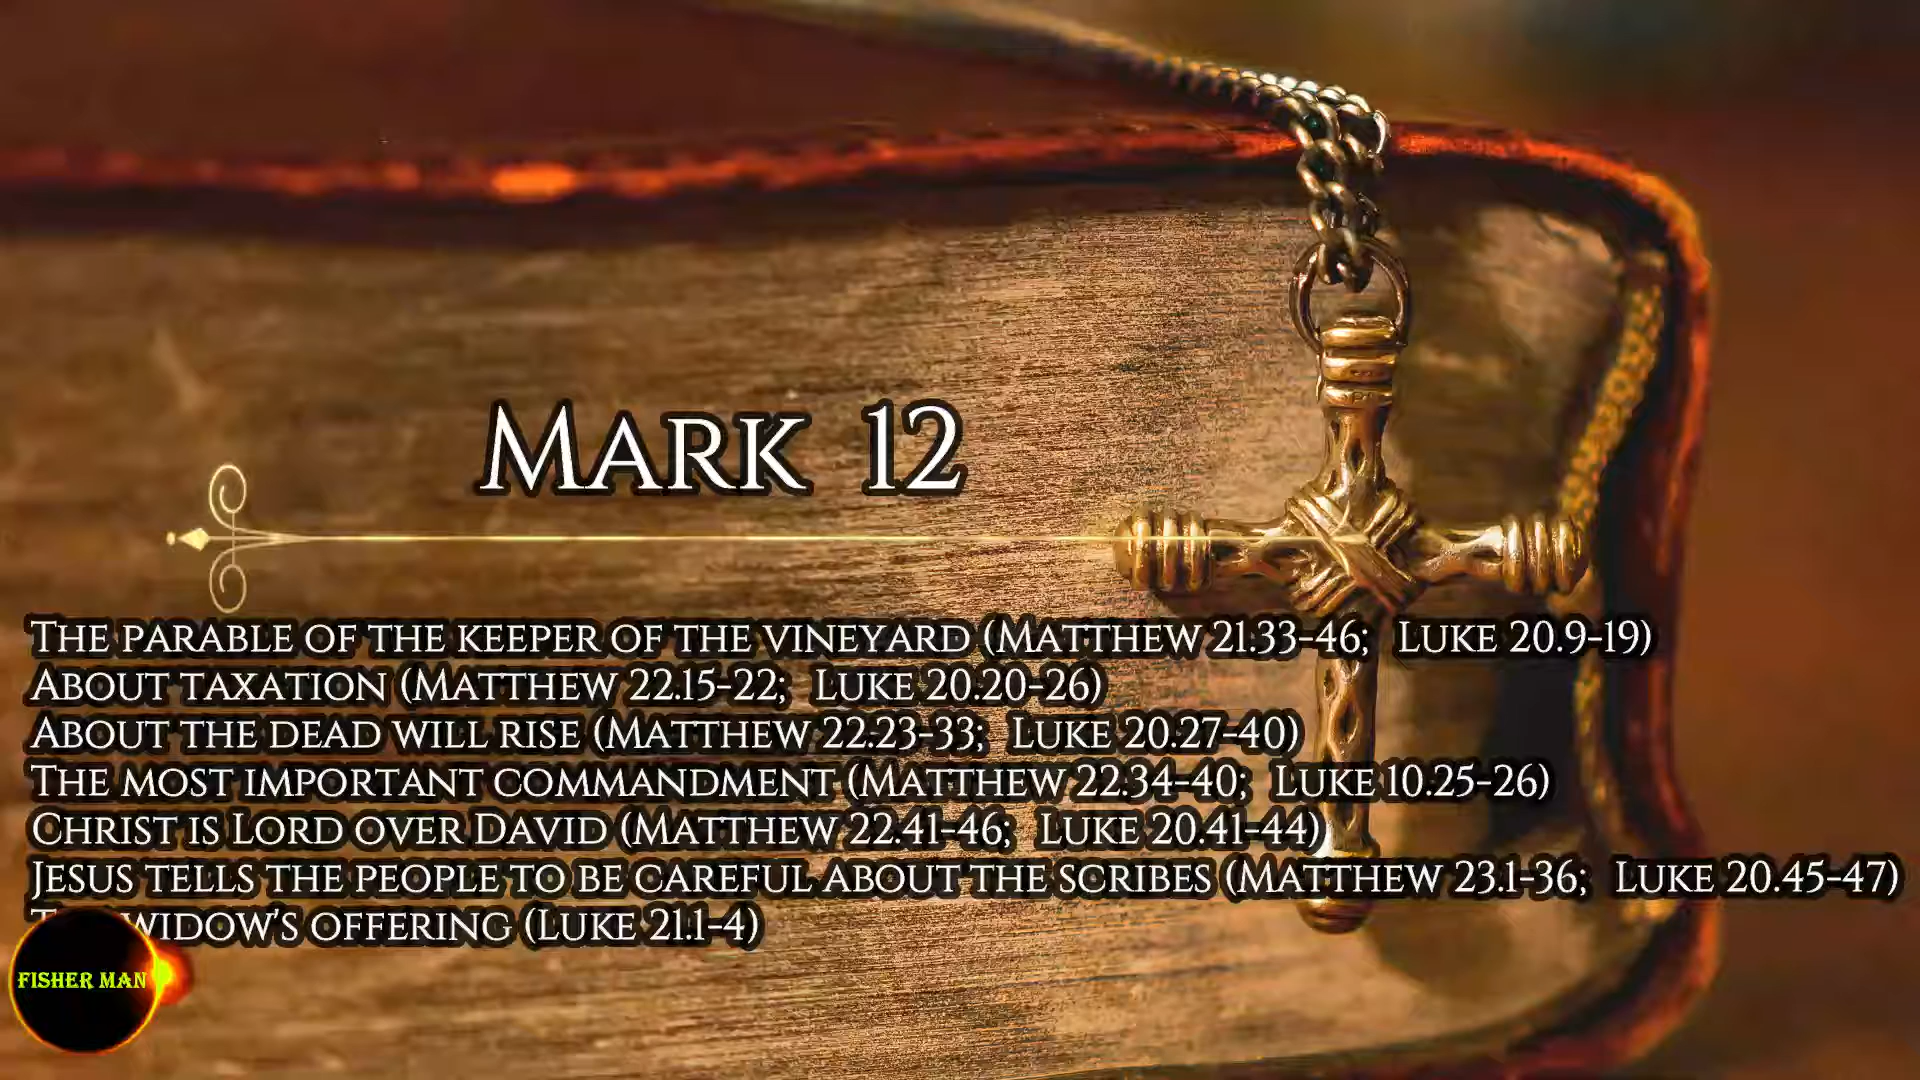 Mark 12
The parable of the keeper of the vineyard (Matthew 21.33-46; Luke 20.9-19)
About taxation (Matthew 22.15-22; Luke 20.20-26)
About the dead will rise (Matthew 22.23-33; Luke 20.27-40)
The most important commandment (Matthew 22.34-40; Luke 10.25-26)
Christ is Lord over David (Matthew 22.41-46; Luke 20.41-44)
Jesus tells the people to be careful about the scribes (Matthew 23.1-36; Luke 20.45-47)
widow's offering (Luke 21.1-4)
FISHER MAN